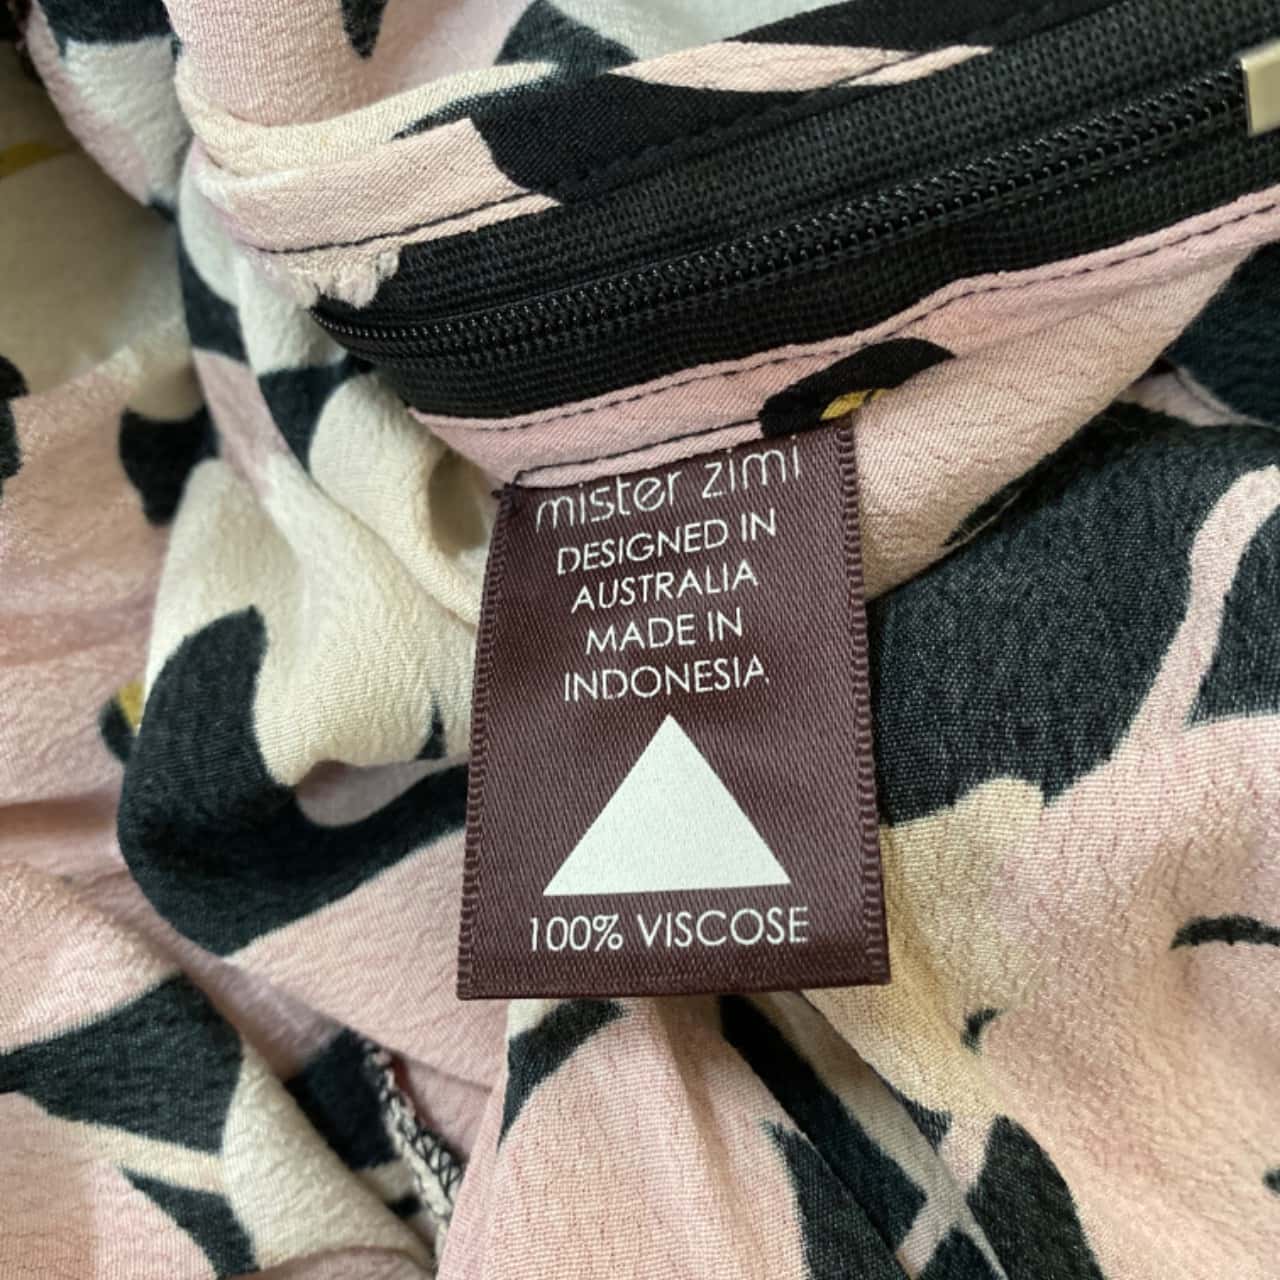 mister zimi
DESIGNED IN
AUSTRALIA
MADE IN
INDONESIA
100% VISCOSE